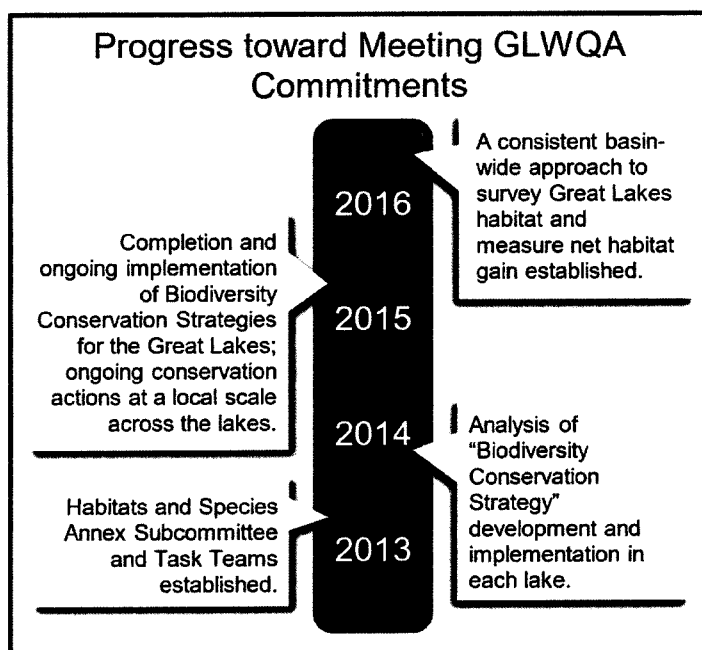 Progress toward Meeting GLWQA
Commitments
2016
A consistent basin-
wide approach to
survey Great Lakes
habitat and
measure net habitat
gain established.
Completion and
ongoing implementation
of Biodiversity
Conservation Strategies
for the Great Lakes;
ongoing conservation
actions at a local scale
across the lakes.
2015
2014
Analysis of
“Biodiversity
Conservation
Strategy”
development and
implementation in
each lake.
Habitats and Species
Annex Subcommittee
and Task Teams
established.
2013